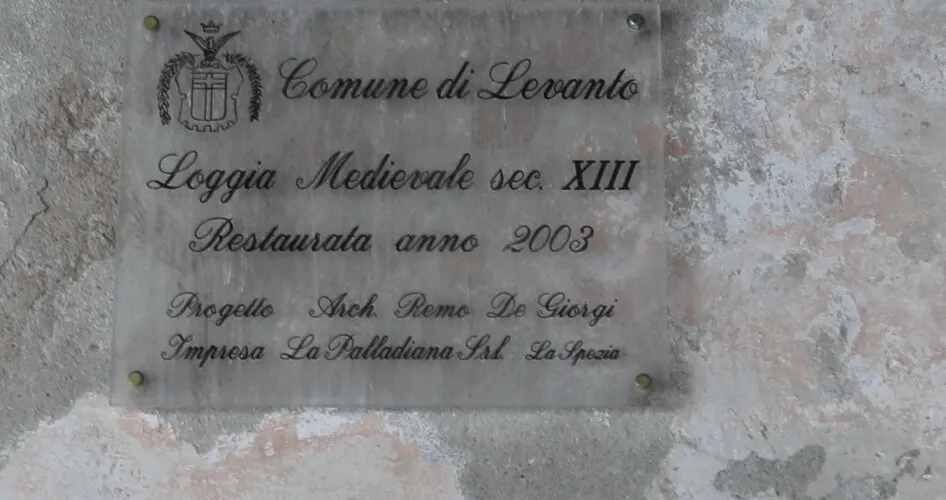 Comune di Levanto
Loggia Medievale sec. XIII
Restaurata anno 2003
Progetto Arch. Remo De Giorgi
Impresa La Palladiana S.r.l. La Spezia